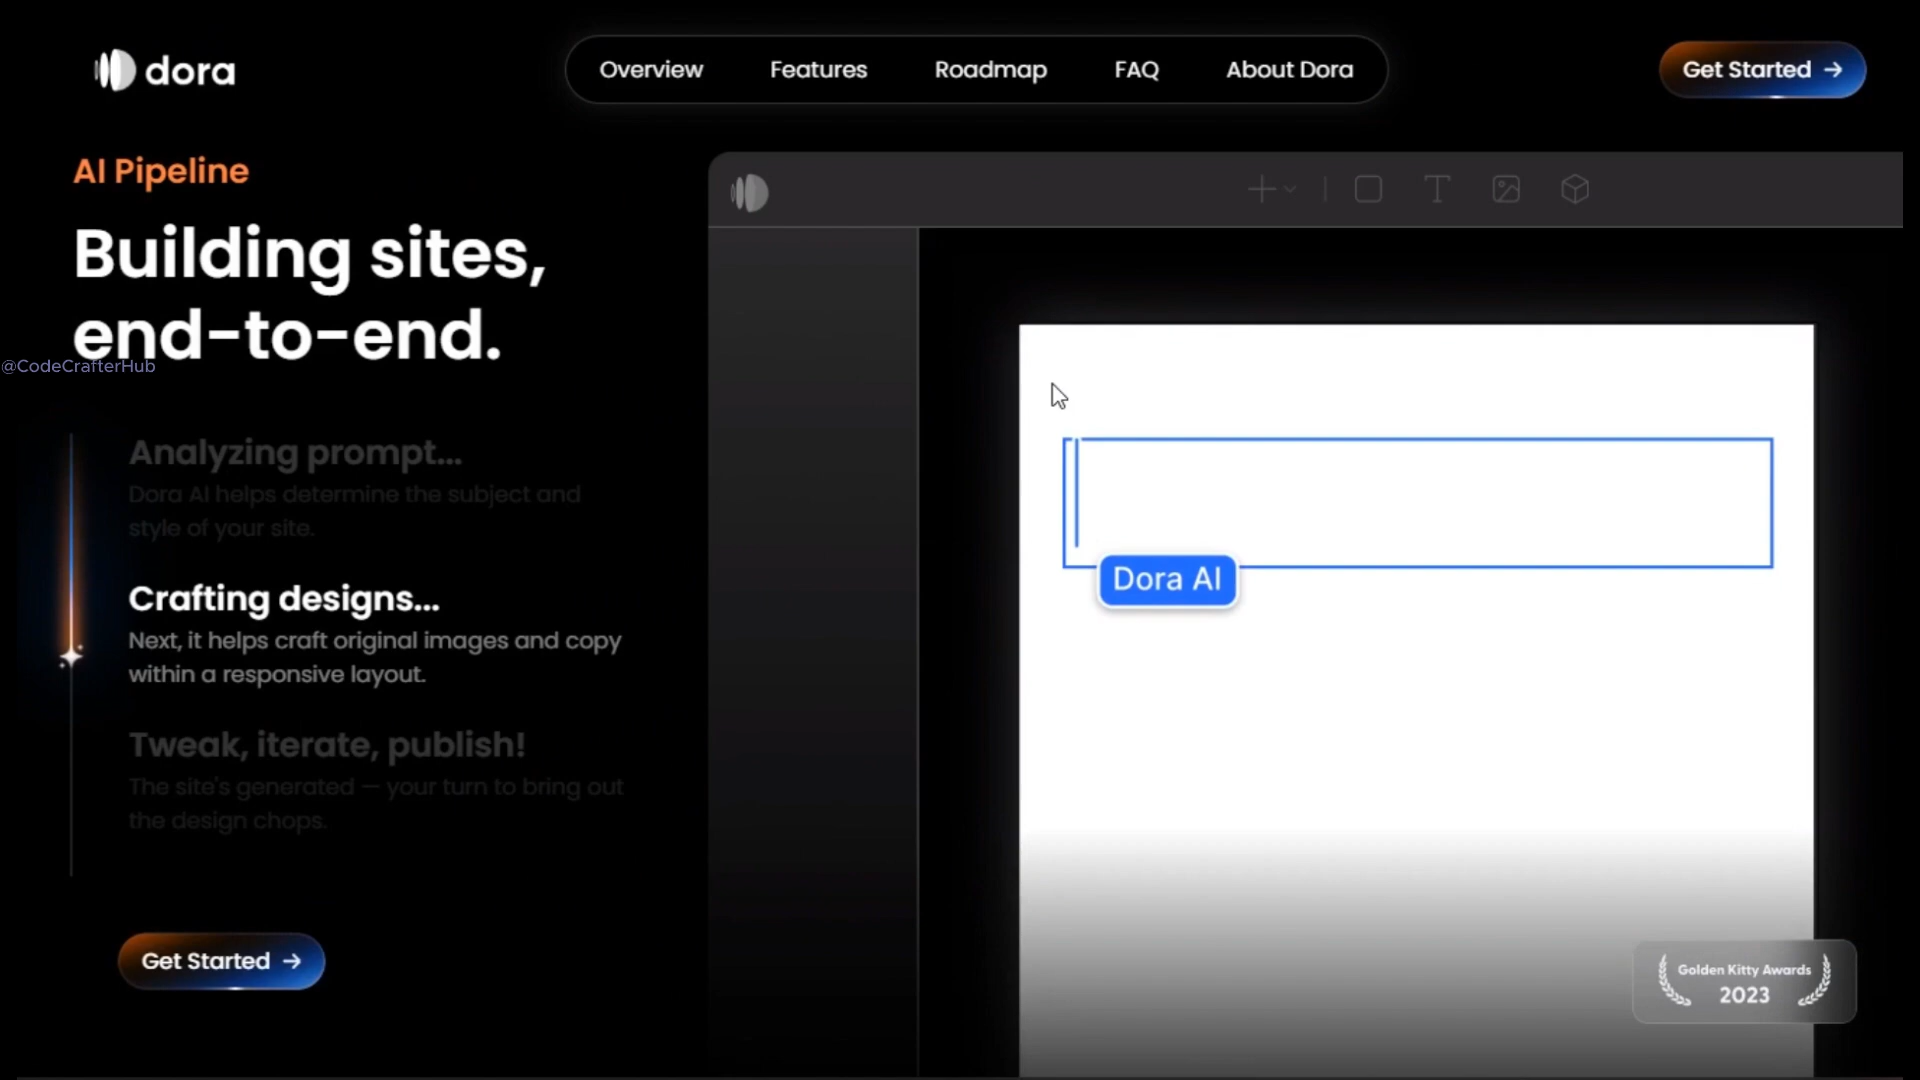 dora
Overview
Features
Roadmap
FAQ
About Dora
Get Started →
AI Pipeline
Building sites,
end-to-end.
@CodeCrafterHub
Analyzing prompt...
Dora AI helps determine the subject and
style of your site.
Crafting designs...
Next, it helps craft original images and copy
within a responsive layout.
Tweak, iterate, publish!
The site's generated — your turn to bring out
the design chops.
Get Started →
Dora AI
Golden Kitty Awards
2023